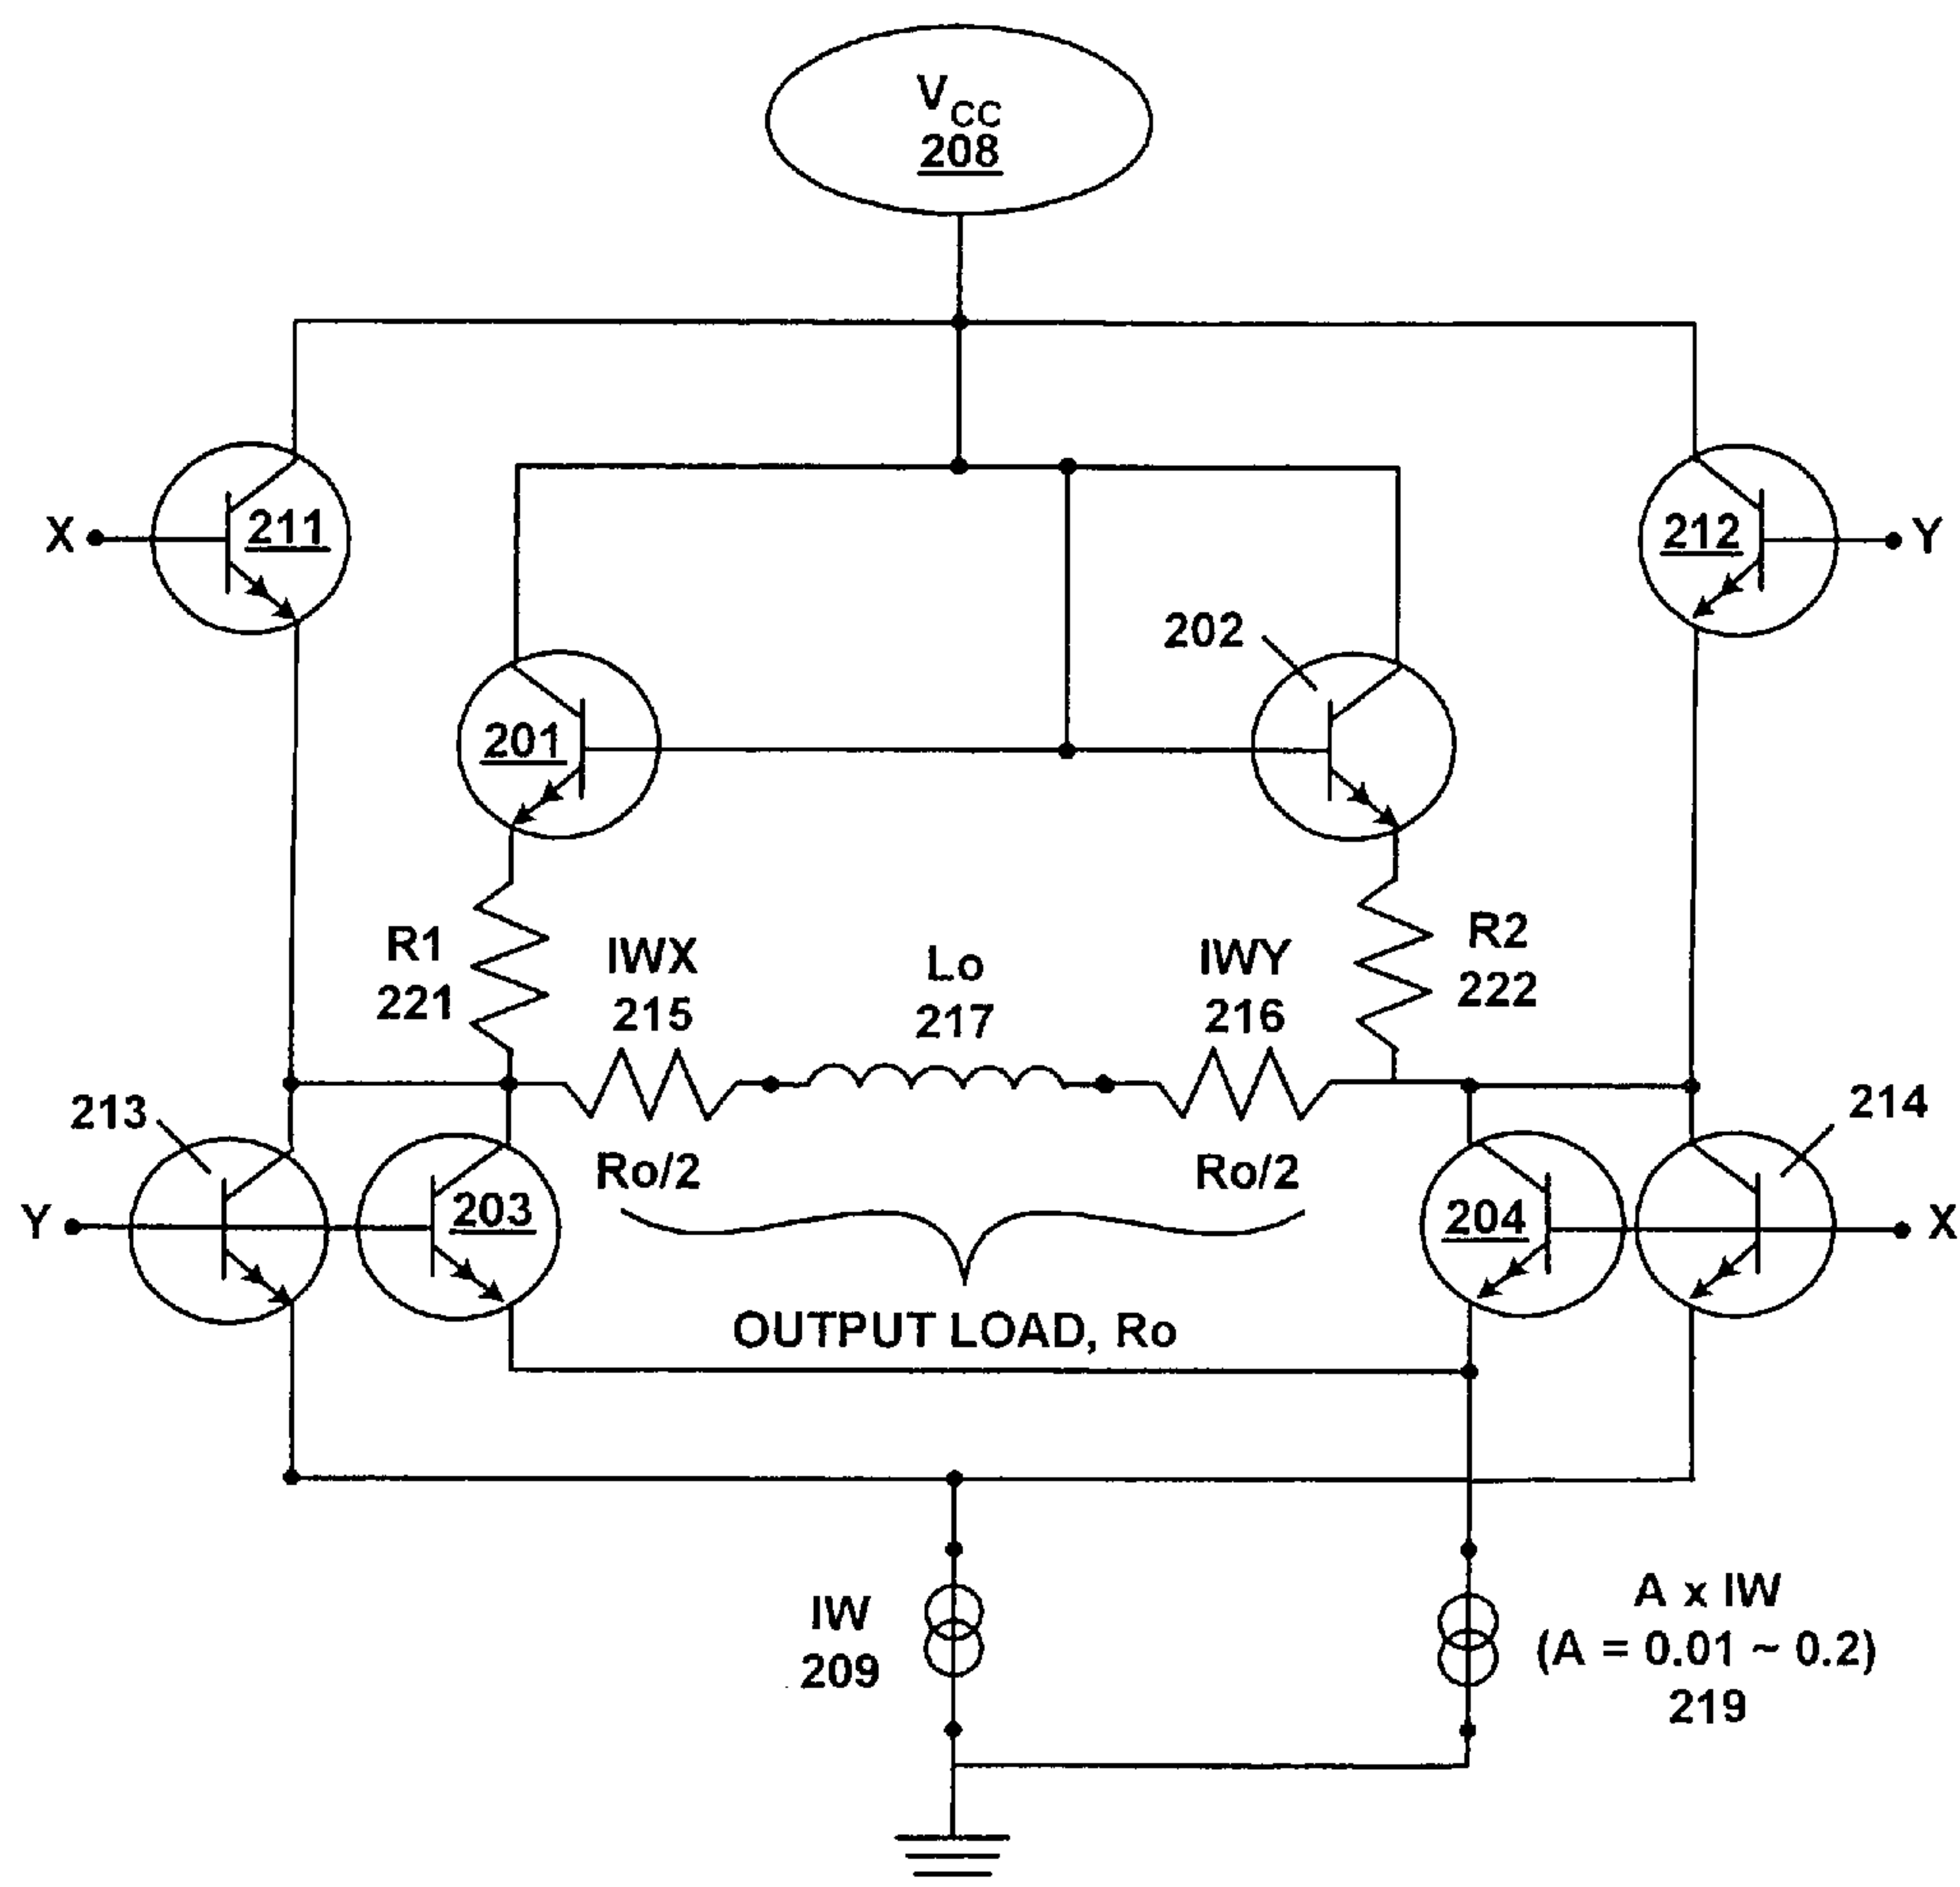 VCC
208
X
211
212
Y
202
201
R1
221
IWX
215
Lo
217
IWY
216
R2
222
213
214
Ro/2
Ro/2
Y
203
204
X
OUTPUT LOAD, Ro
IW
209
A x IW
(A = 0.01 ~ 0.2)
219